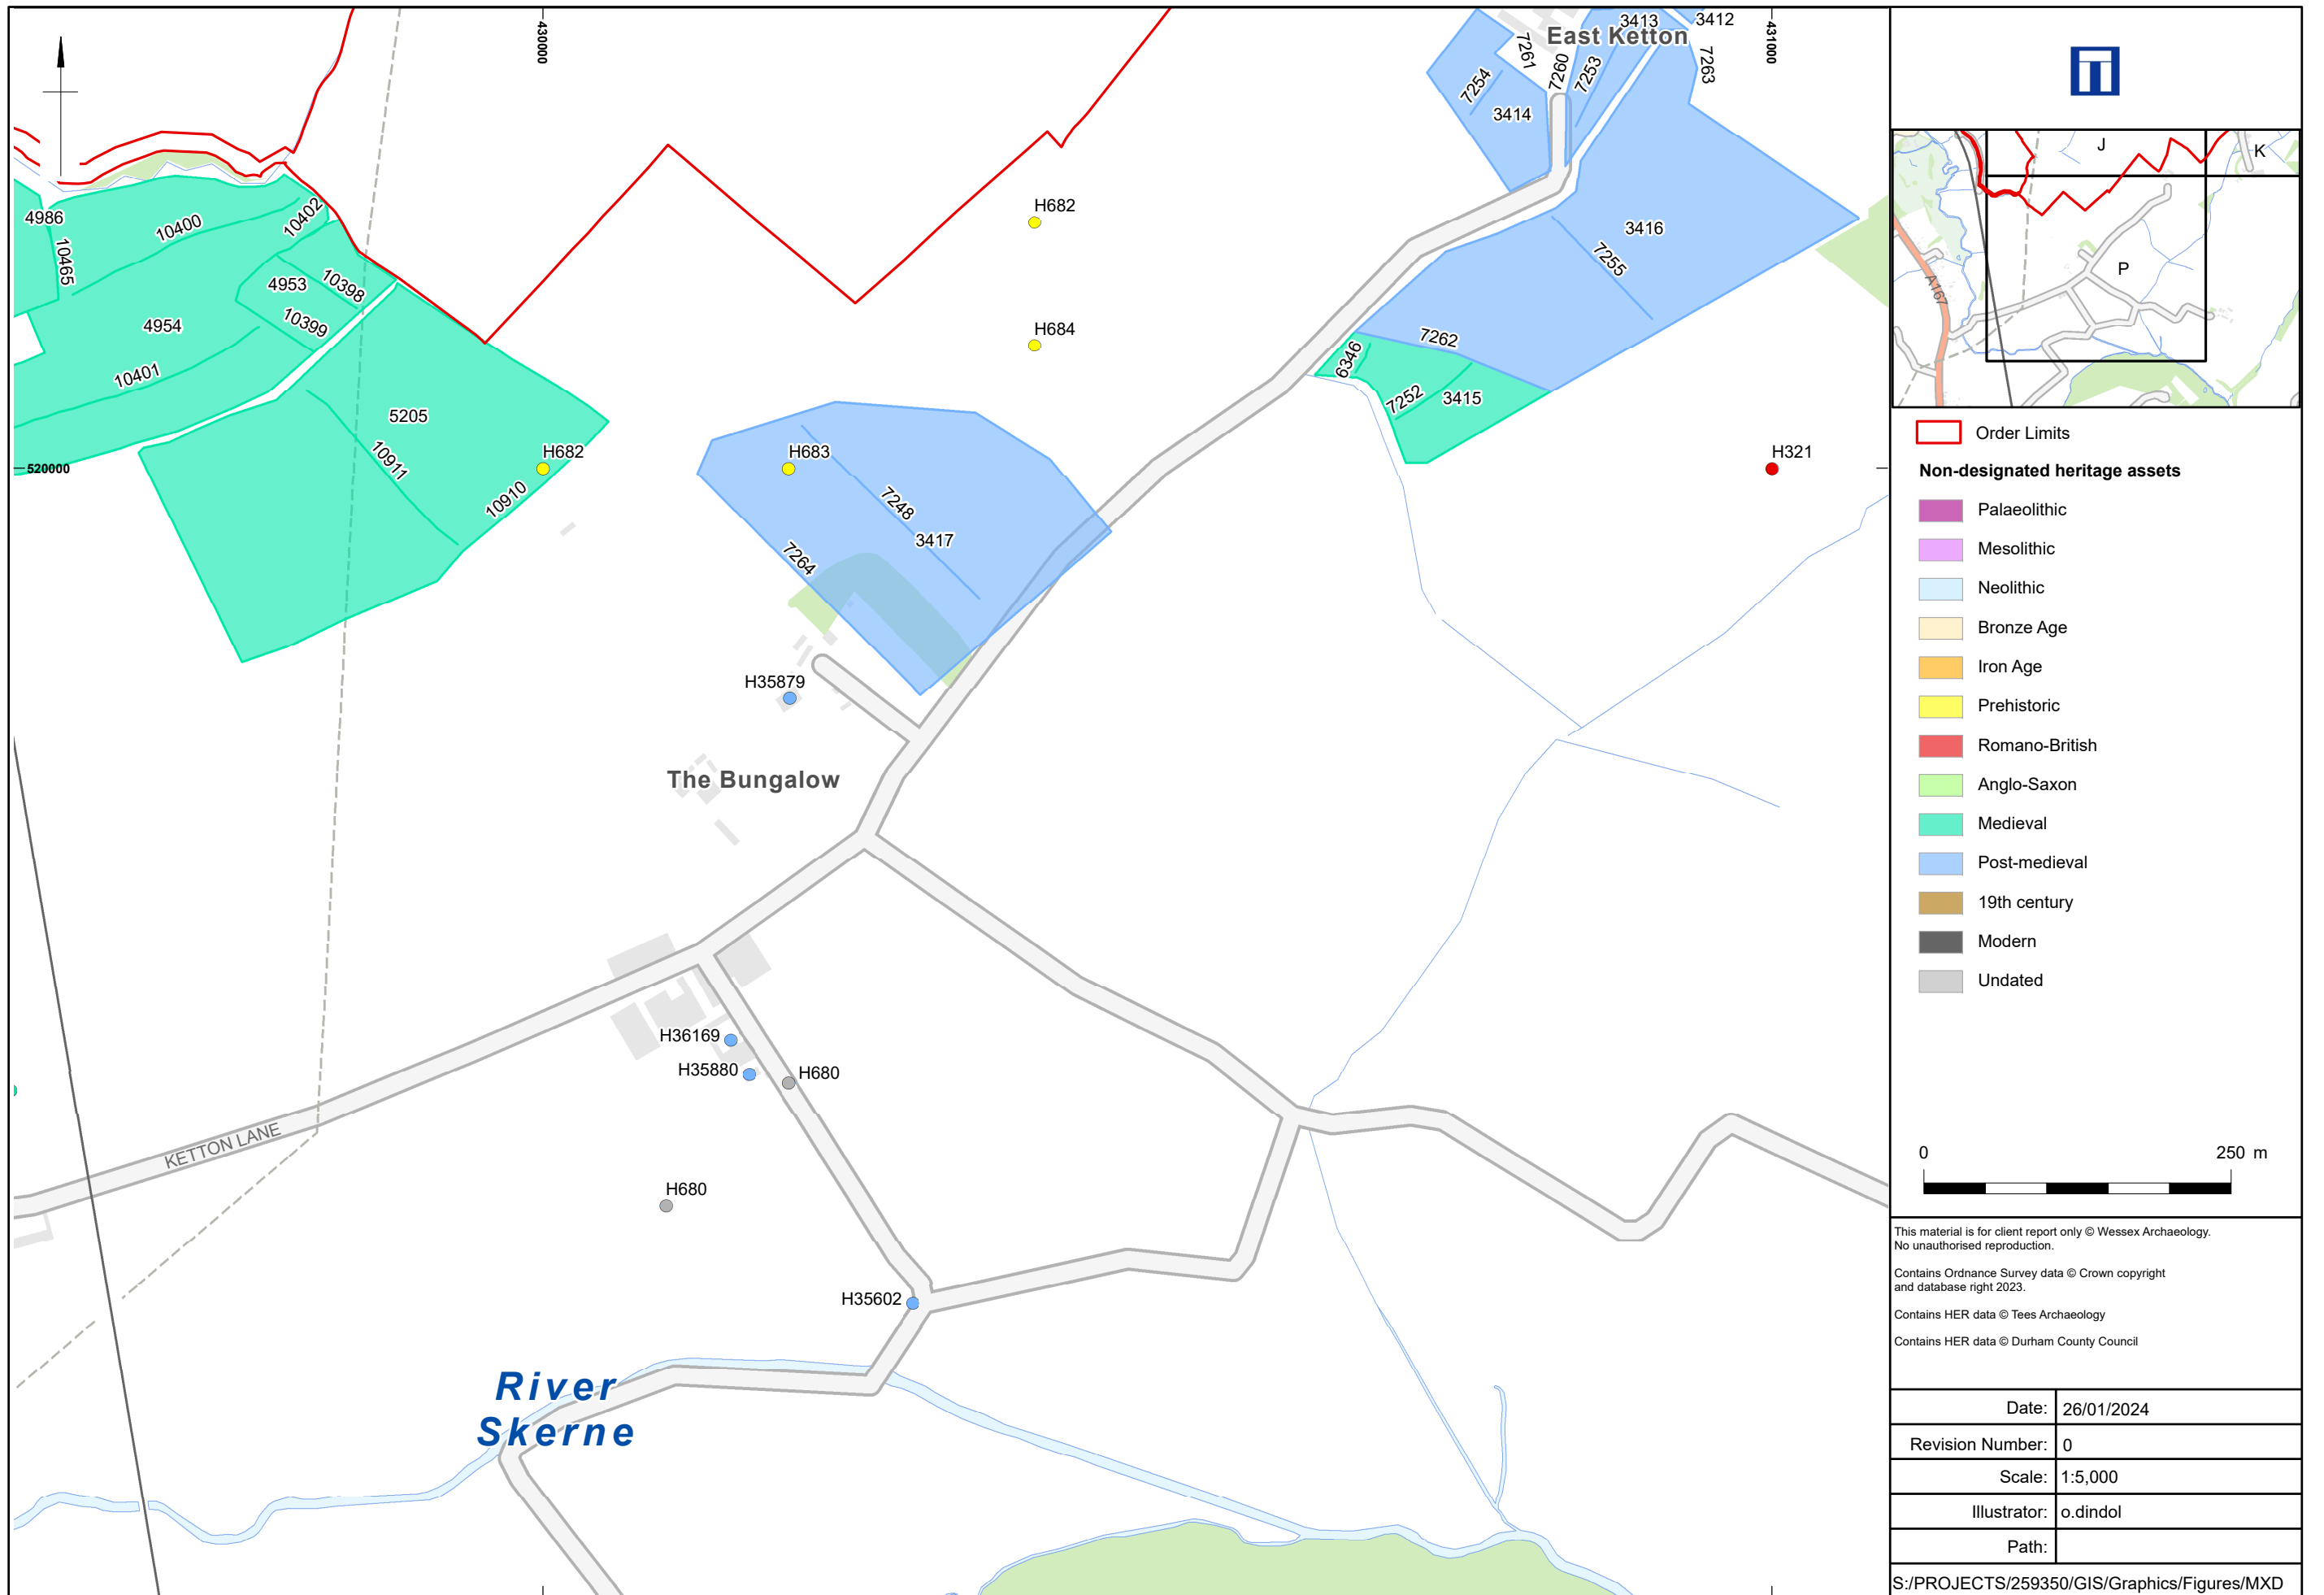 430000
431000
3413
3412
East Ketton
7261
7260
7253
7263
7254
3414
H682
4986
10400
10402
10465
4953
10398
3416
7255
10399
4954
H684
7262
6346
10401
7252
3415
5205
H682
H683
H321
520000
10911
10910
7248
3417
7264
H35879
The Bungalow
H36169
H35880
H680
KETTON LANE
H680
H35602
River
Skerne
J
K
P
A167
Order Limits
Non-designated heritage assets
Palaeolithic
Mesolithic
Neolithic
Bronze Age
Iron Age
Prehistoric
Romano-British
Anglo-Saxon
Medieval
Post-medieval
19th century
Modern
Undated
0 250 m
This material is for client report only © Wessex Archaeology.
No unauthorised reproduction.
Contains Ordnance Survey data © Crown copyright
and database right 2023.
Contains HER data © Tees Archaeology
Contains HER data © Durham County Council
Date: 26/01/2024
Revision Number: 0
Scale: 1:5,000
Illustrator: o.dindol
Path:
S:/PROJECTS/259350/GIS/Graphics/Figures/MXD